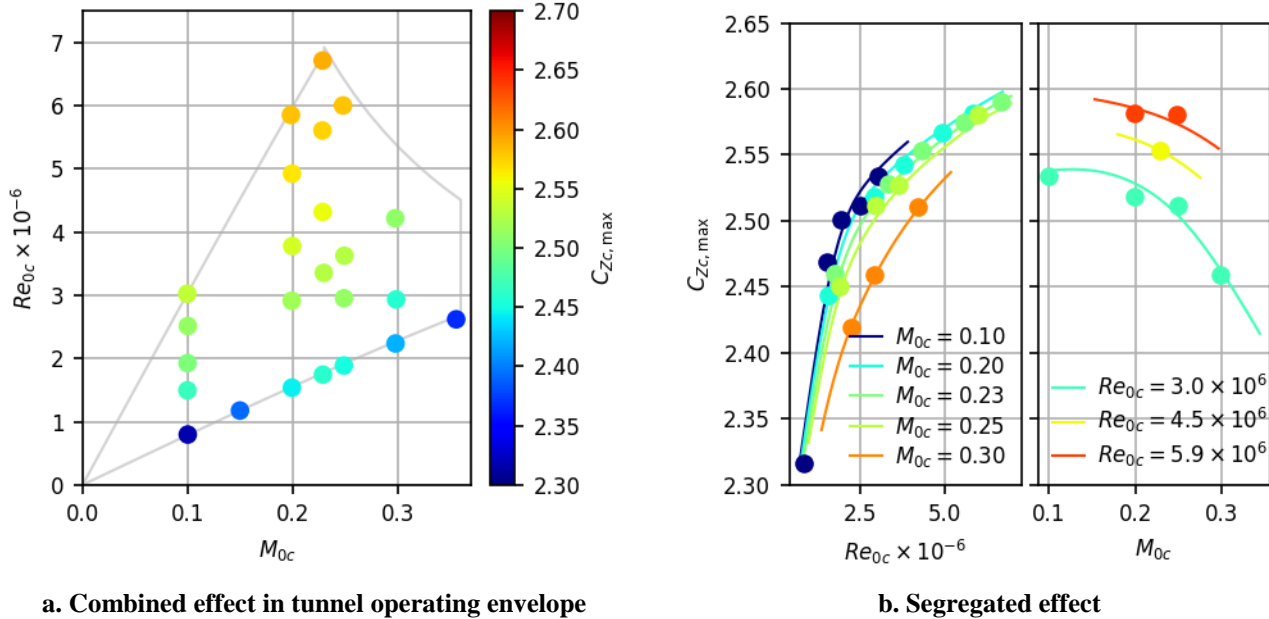 7
6
5
4
3
2
1
0
Re₀c × 10⁻⁶
0.0 0.1 0.2 0.3
M₀c
2.70
2.65
2.60
2.55
2.50
2.45
2.40
2.35
2.30
C_Zc,max
a. Combined effect in tunnel operating envelope
2.65
2.60
2.55
2.50
2.45
2.40
2.35
2.30
C_Zc,max
M₀c = 0.10
M₀c = 0.20
M₀c = 0.23
M₀c = 0.25
M₀c = 0.30
2.5 5.0
Re₀c × 10⁻⁶
Re₀c = 3.0 × 10⁶
Re₀c = 4.5 × 10⁶
Re₀c = 5.9 × 10⁶
0.1 0.2 0.3
M₀c
b. Segregated effect